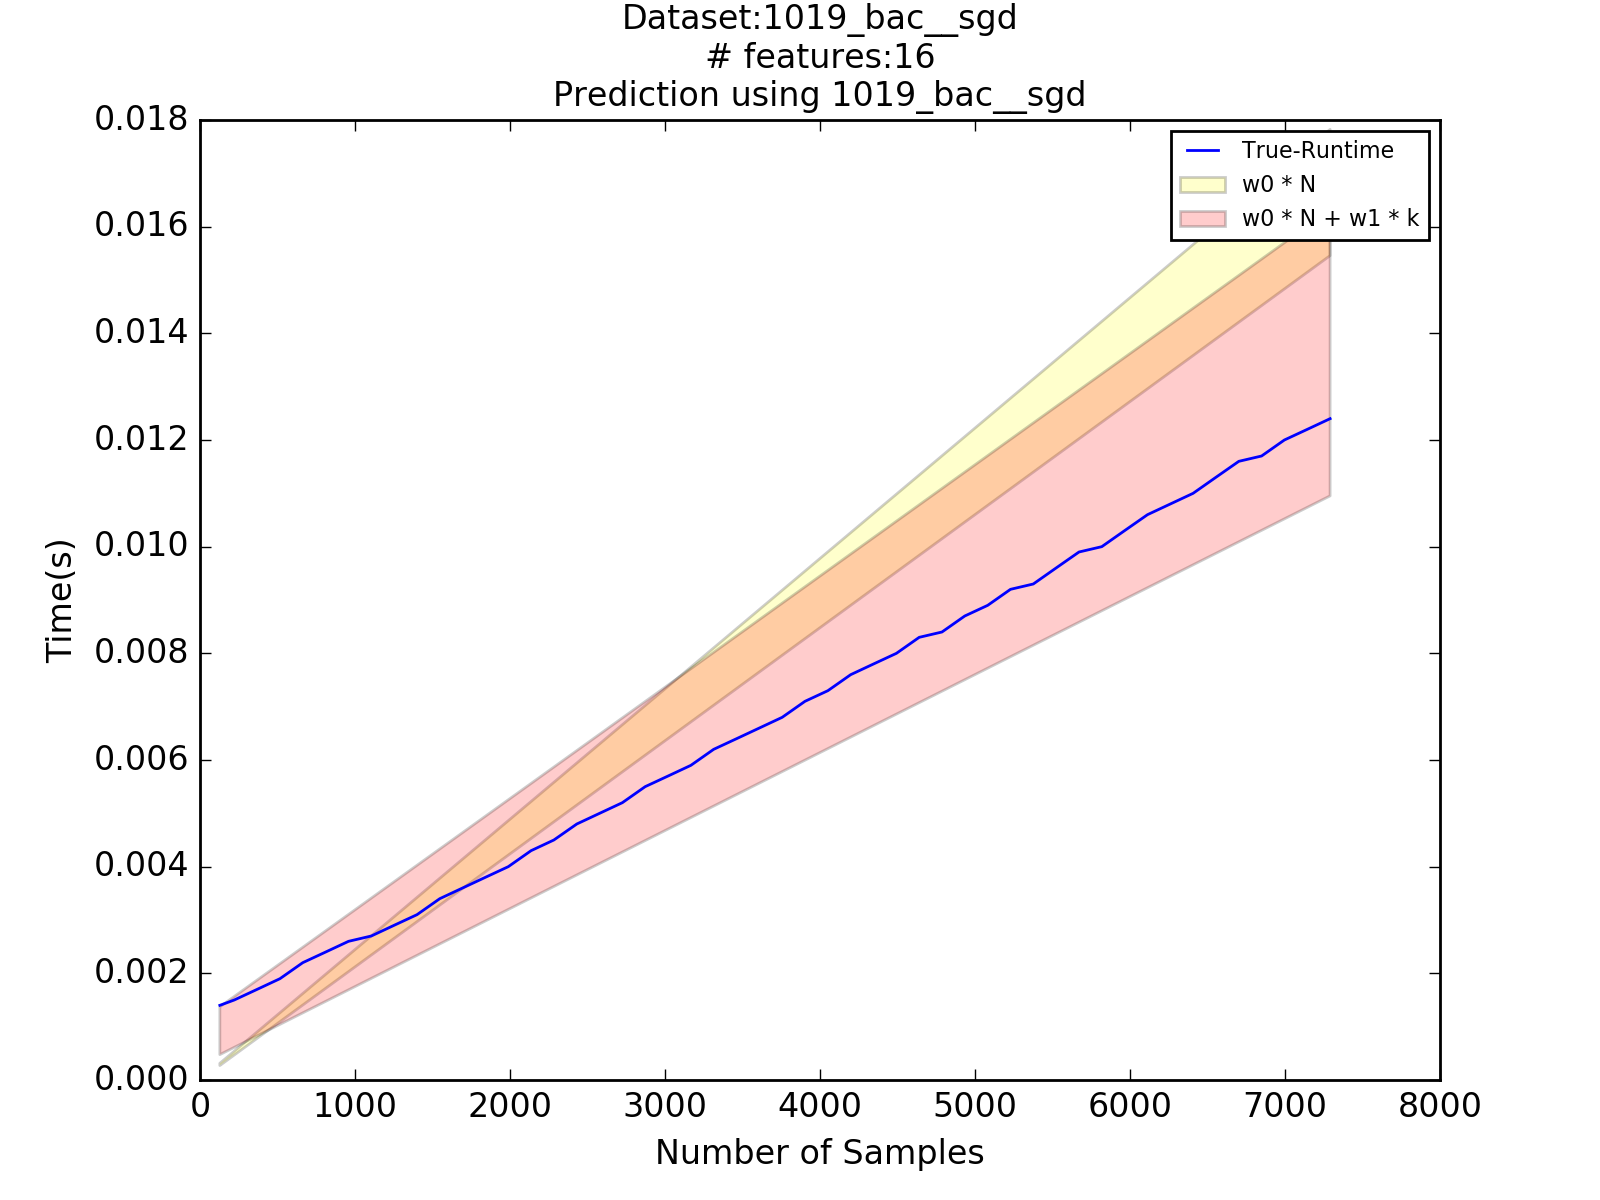 Dataset:1019_bac__sgd
# features:16
Prediction using 1019_bac__sgd
0.018
0.016
0.014
0.012
0.010
0.008
0.006
0.004
0.002
0.000
Time(s)
True-Runtime
w0 * N
w0 * N + w1 * k
0 1000 2000 3000 4000 5000 6000 7000 8000
Number of Samples